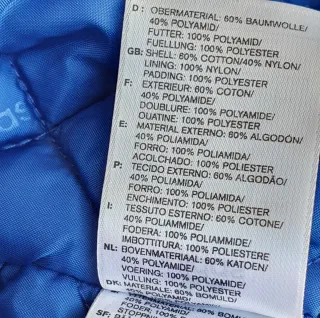 D : OBERMATERIAL: 60% BAUMWOLLE/
40% POLYAMID/
FUTTER: 100% POLYAMID/
FUELLUNG: 100% POLYESTER
GB: SHELL: 60% COTTON/40% NYLON/
LINING: 100% NYLON/
PADDING: 100% POLYESTER
F: EXTERIEUR: 60% COTON/
40% POLYAMIDE/
DOUBLURE: 100% POLYAMIDE/
OUATINE: 100% POLYESTER
E: MATERIAL EXTERNO: 60% ALGODÓN/
40% POLIAMIDA/
FORRO: 100% POLIAMIDA/
ACOLCHADO: 100% POLIESTER
P: TECIDO EXTERNO: 60% ALGODÃO/
40% POLIAMIDA/
FORRO: 100% POLIAMIDA/
ENCHIMENTO: 100% POLIESTER
I: TESSUTO ESTERNO: 60% COTONE/
40% POLIAMMIDE/
FODERA: 100% POLIAMMIDE/
IMBOTTITURA: 100% POLIESTERE
NL: BOVENMATERIAAL: 60% KATOEN/
40% POLYAMIDE/
VOERING: 100% POLYAMIDE/
VULLING: 100% POLYESTER
DK: MATERIALE: 60% BOMULD/
40% POLYAMID/
FODER: 100%